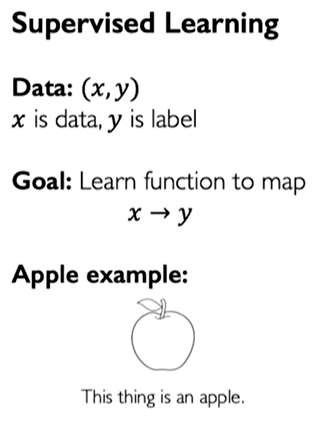 Supervised Learning
Data: (x, y)
x is data, y is label
Goal: Learn function to map
x → y
Apple example:
This thing is an apple.